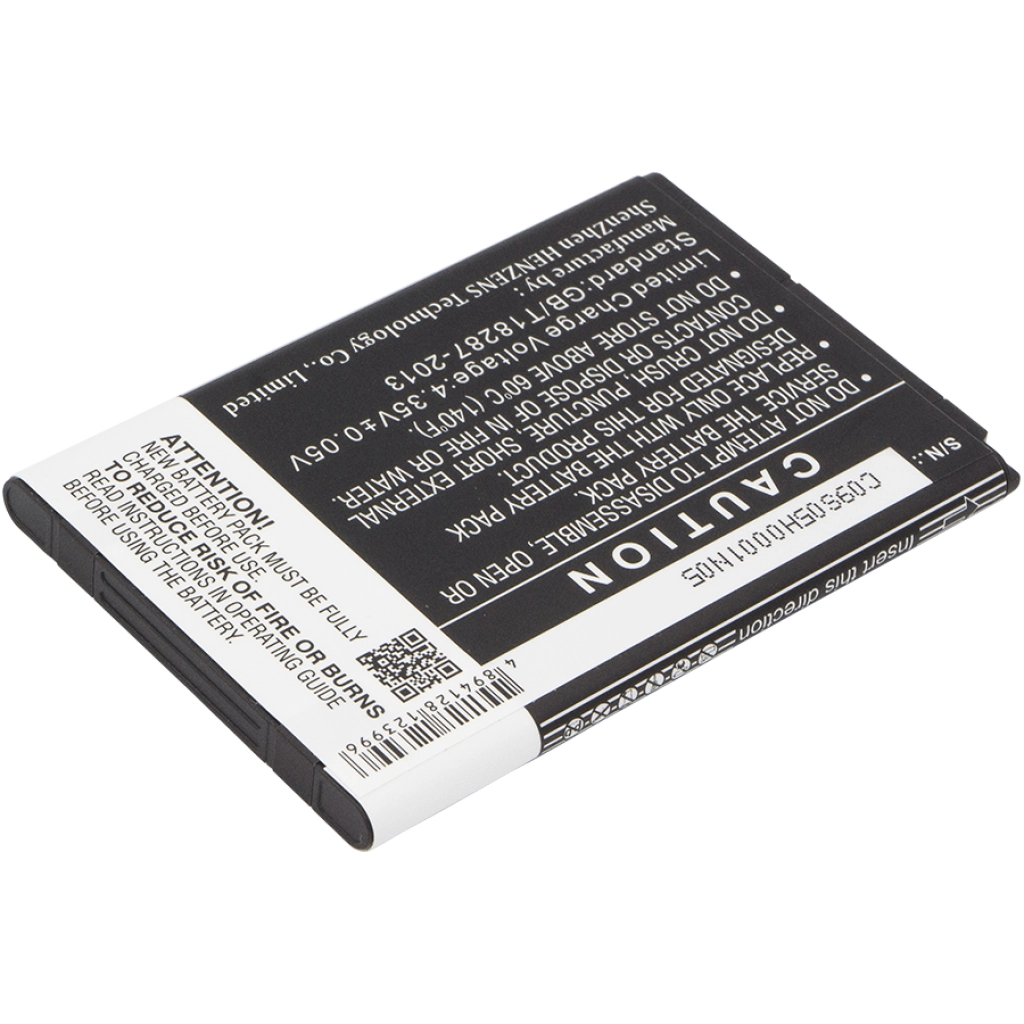 S/N.:
C0965H0001N05
Insert this direction
CAUTION
DO NOT ATTEMPT TO DISASSEMBLE, OPEN OR
SERVICE THE BATTERY PACK.
• REPLACE ONLY WITH THE BATTERY PACK
DESIGNATED FOR THIS PRODUCT.
• DO NOT CRUSH, PUNCTURE, SHORT EXTERNAL
CONTACTS OR DISPOSE OF IN FIRE OR WATER.
• DO NOT STORE ABOVE 60°C (140°F).
Limited Charge Voltage:4.35V±0.05V
Standard:GB/T18287-2013
Manufacture by:
ShenZhen HENZENS Technology Co.,Limited
ATTENTION!
NEW BATTERY PACK MUST BE FULLY
CHARGED BEFORE USE.
TO REDUCE RISK OF FIRE OR BURNS
READ INSTRUCTIONS IN OPERATING GUIDE
BEFORE USING THE BATTERY.
4 894128 123996